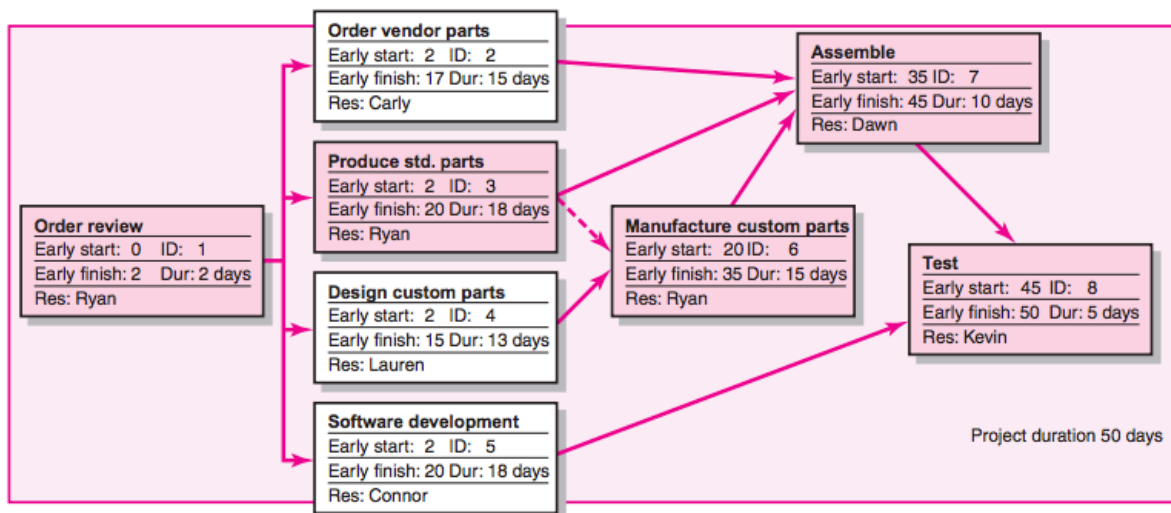 Order vendor parts
Early start: 2 ID: 2
Early finish: 17 Dur: 15 days
Res: Carly
Assemble
Early start: 35 ID: 7
Early finish: 45 Dur: 10 days
Res: Dawn
Produce std. parts
Early start: 2 ID: 3
Early finish: 20 Dur: 18 days
Res: Ryan
Order review
Early start: 0 ID: 1
Early finish: 2 Dur: 2 days
Res: Ryan
Manufacture custom parts
Early start: 20 ID: 6
Early finish: 35 Dur: 15 days
Res: Ryan
Test
Early start: 45 ID: 8
Early finish: 50 Dur: 5 days
Res: Kevin
Design custom parts
Early start: 2 ID: 4
Early finish: 15 Dur: 13 days
Res: Lauren
Software development
Early start: 2 ID: 5
Early finish: 20 Dur: 18 days
Res: Connor
Project duration 50 days